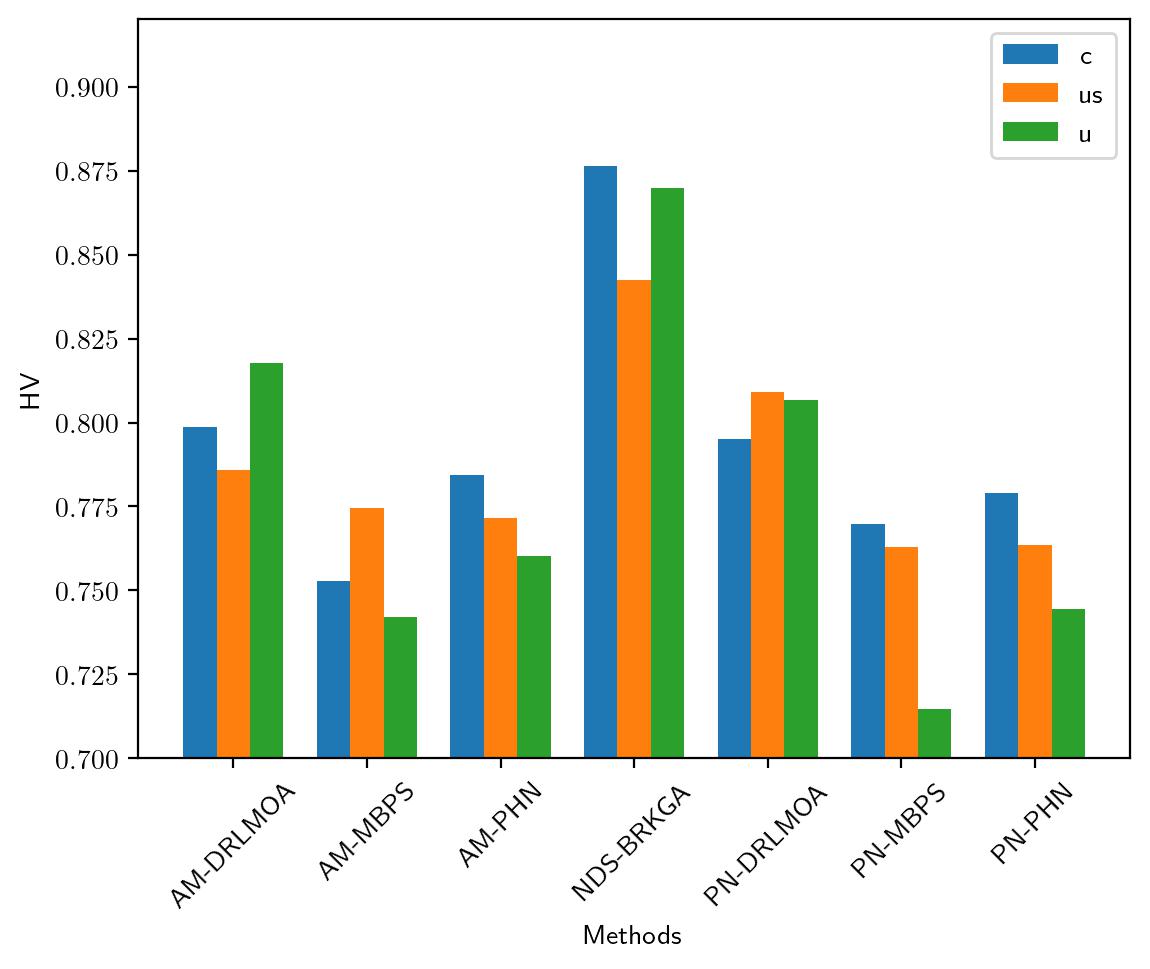 0.900
0.875
0.850
0.825
0.800
0.775
0.750
0.725
0.700
HV
c
us
u
AM-DRLMOA
AM-MBPS
AM-PHN
NDS-BRKGA
PN-DRLMOA
PN-MBPS
PN-PHN
Methods